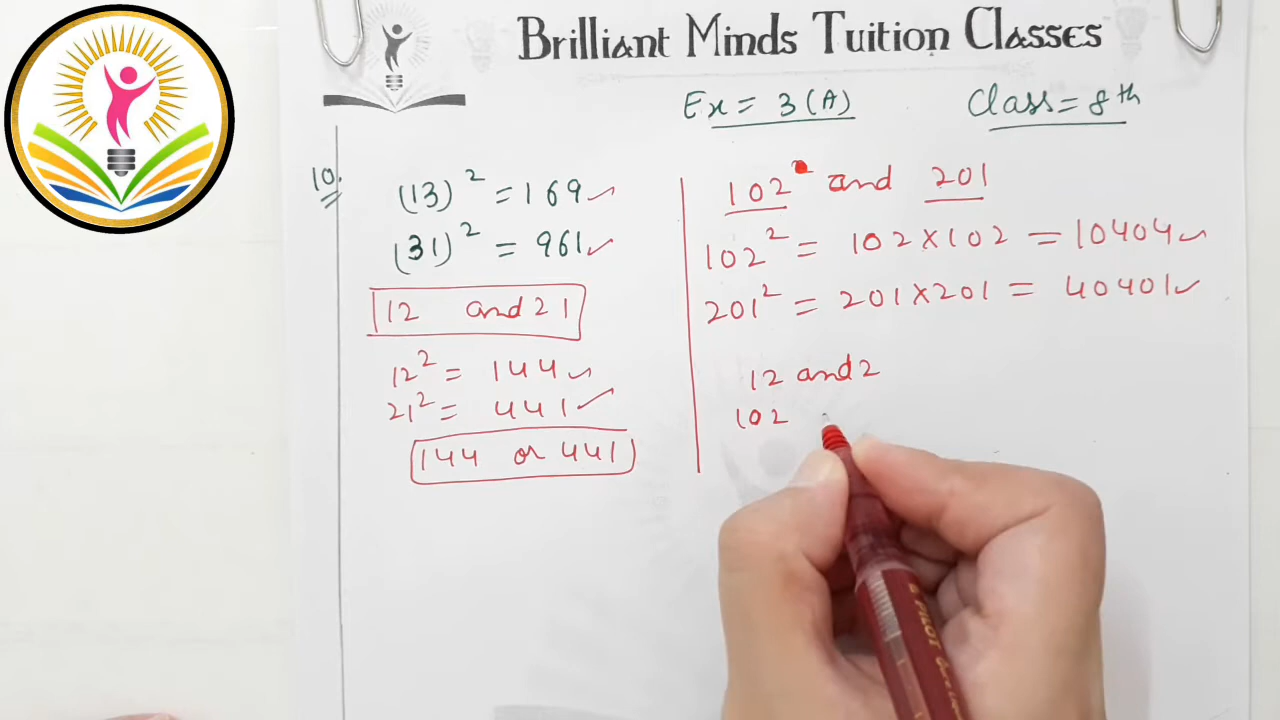 Brilliant Minds Tuition Classes
Ex = 3 (A) Class = 8th
10.
(13)² = 169 ✓
(31)² = 961 ✓
12 and 21
12² = 144 ✓
21² = 441 ✓
144 or 441
102 and 201
102² = 102 × 102 = 10404 ✓
201² = 201 × 201 = 40401 ✓
12 and 2
102
PILOT